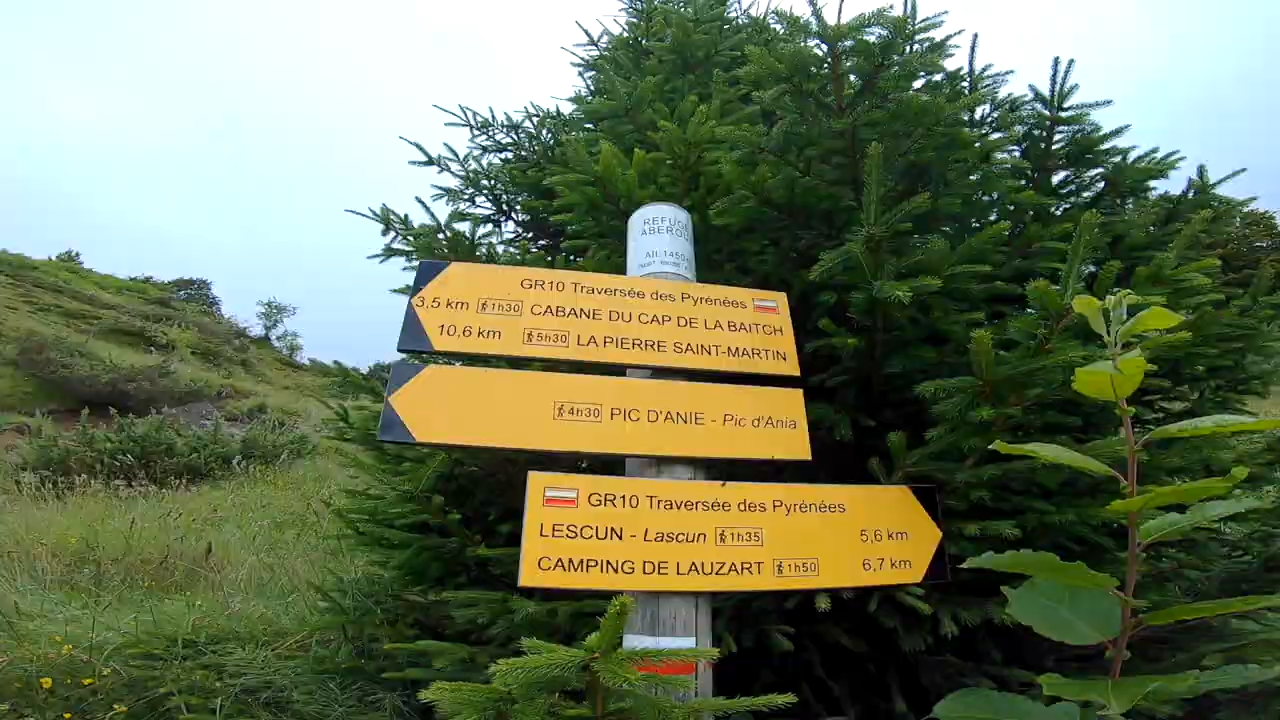 REFUGE
ABEROU
Alt. 1450
GR10 Traversée des Pyrénées
3,5 km 1h30 CABANE DU CAP DE LA BAITCH
10,6 km 5h30 LA PIERRE SAINT-MARTIN
4h30 PIC D'ANIE - Pic d'Ania
GR10 Traversée des Pyrénées
LESCUN - Lascun 1h35 5,6 km
CAMPING DE LAUZART 1h50 6,7 km